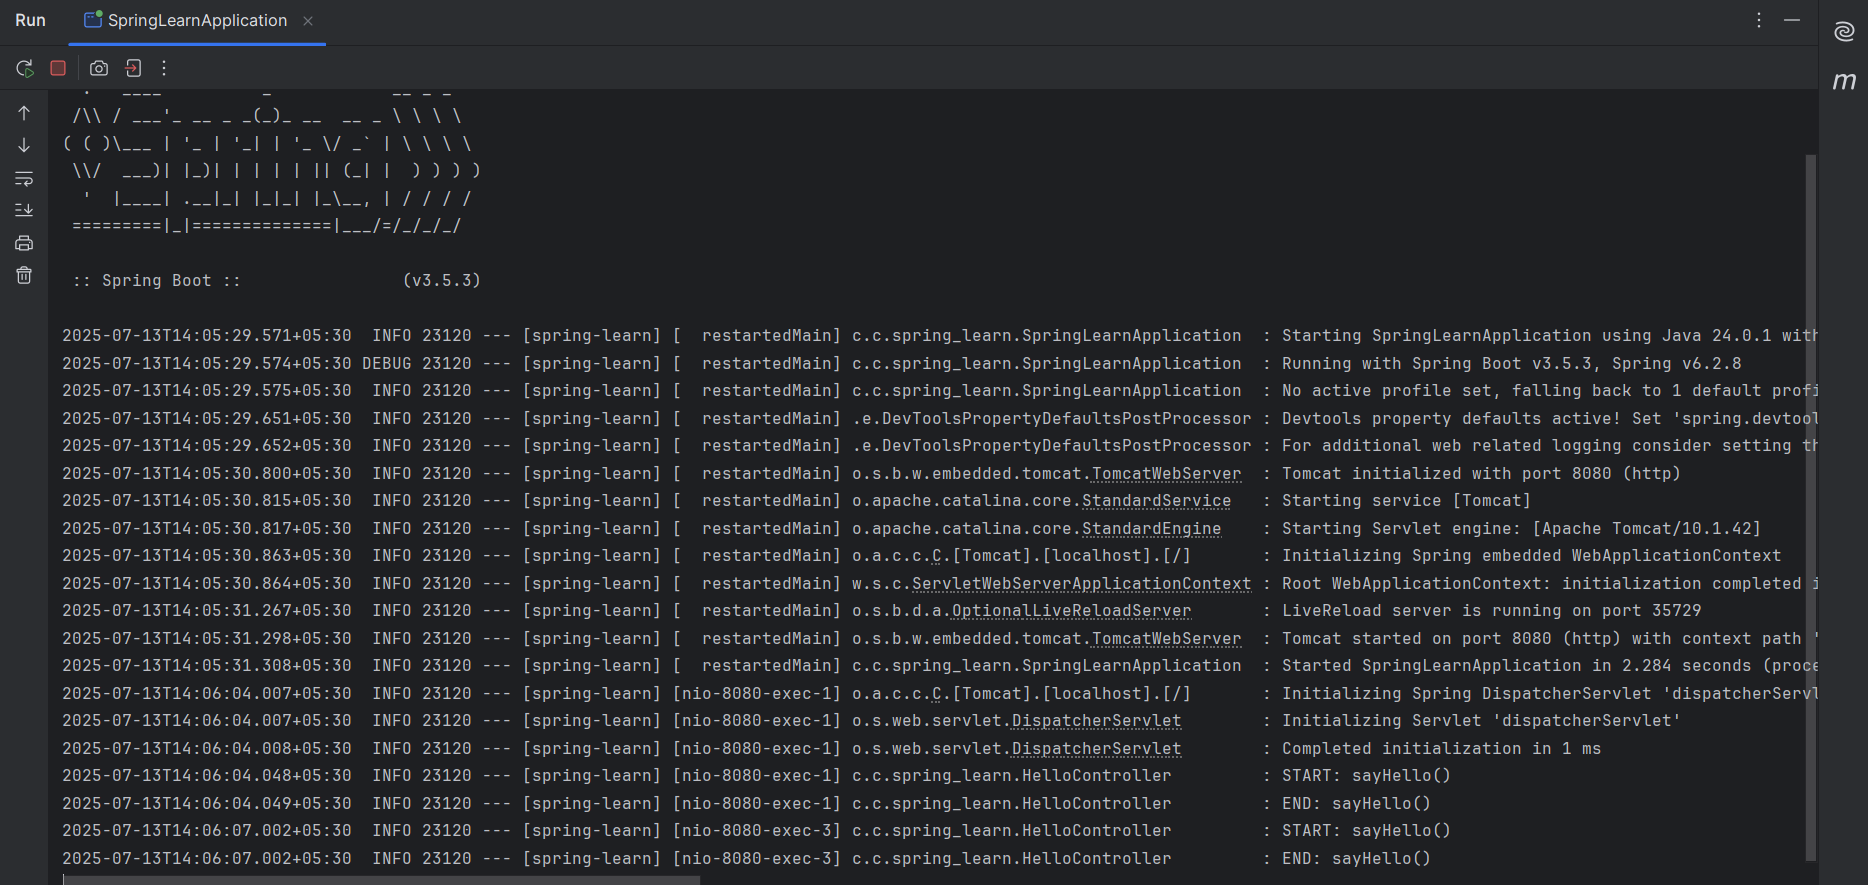 Run SpringLearnApplication
  .   ____          _            __ _ _
 /\\ / ___'_ __ _ _(_)_ __  __ _ \ \ \ \
( ( )\___ | '_ | '_| | '_ \/ _` | \ \ \ \
 \\/  ___)| |_)| | | | | || (_| |  ) ) ) )
  '  |____| .__|_| |_|_| |_\__, | / / / /
 =========|_|==============|___/=/_/_/_/
 :: Spring Boot ::                (v3.5.3)
2025-07-13T14:05:29.571+05:30  INFO 23120 --- [spring-learn] [  restartedMain] c.c.spring_learn.SpringLearnApplication  : Starting SpringLearnApplication using Java 24.0.1 with
2025-07-13T14:05:29.574+05:30 DEBUG 23120 --- [spring-learn] [  restartedMain] c.c.spring_learn.SpringLearnApplication  : Running with Spring Boot v3.5.3, Spring v6.2.8
2025-07-13T14:05:29.575+05:30  INFO 23120 --- [spring-learn] [  restartedMain] c.c.spring_learn.SpringLearnApplication  : No active profile set, falling back to 1 default profi
2025-07-13T14:05:29.651+05:30  INFO 23120 --- [spring-learn] [  restartedMain] .e.DevToolsPropertyDefaultsPostProcessor : Devtools property defaults active! Set 'spring.devtool
2025-07-13T14:05:29.652+05:30  INFO 23120 --- [spring-learn] [  restartedMain] .e.DevToolsPropertyDefaultsPostProcessor : For additional web related logging consider setting th
2025-07-13T14:05:30.800+05:30  INFO 23120 --- [spring-learn] [  restartedMain] o.s.b.w.embedded.tomcat.TomcatWebServer  : Tomcat initialized with port 8080 (http)
2025-07-13T14:05:30.815+05:30  INFO 23120 --- [spring-learn] [  restartedMain] o.apache.catalina.core.StandardService   : Starting service [Tomcat]
2025-07-13T14:05:30.817+05:30  INFO 23120 --- [spring-learn] [  restartedMain] o.apache.catalina.core.StandardEngine    : Starting Servlet engine: [Apache Tomcat/10.1.42]
2025-07-13T14:05:30.863+05:30  INFO 23120 --- [spring-learn] [  restartedMain] o.a.c.c.C.[Tomcat].[localhost].[/]       : Initializing Spring embedded WebApplicationContext
2025-07-13T14:05:30.864+05:30  INFO 23120 --- [spring-learn] [  restartedMain] w.s.c.ServletWebServerApplicationContext : Root WebApplicationContext: initialization completed i
2025-07-13T14:05:31.267+05:30  INFO 23120 --- [spring-learn] [  restartedMain] o.s.b.d.a.OptionalLiveReloadServer       : LiveReload server is running on port 35729
2025-07-13T14:05:31.298+05:30  INFO 23120 --- [spring-learn] [  restartedMain] o.s.b.w.embedded.tomcat.TomcatWebServer  : Tomcat started on port 8080 (http) with context path '
2025-07-13T14:05:31.308+05:30  INFO 23120 --- [spring-learn] [  restartedMain] c.c.spring_learn.SpringLearnApplication  : Started SpringLearnApplication in 2.284 seconds (proce
2025-07-13T14:06:04.007+05:30  INFO 23120 --- [spring-learn] [nio-8080-exec-1] o.a.c.c.C.[Tomcat].[localhost].[/]       : Initializing Spring DispatcherServlet 'dispatcherServl
2025-07-13T14:06:04.007+05:30  INFO 23120 --- [spring-learn] [nio-8080-exec-1] o.s.web.servlet.DispatcherServlet        : Initializing Servlet 'dispatcherServlet'
2025-07-13T14:06:04.008+05:30  INFO 23120 --- [spring-learn] [nio-8080-exec-1] o.s.web.servlet.DispatcherServlet        : Completed initialization in 1 ms
2025-07-13T14:06:04.048+05:30  INFO 23120 --- [spring-learn] [nio-8080-exec-1] c.c.spring_learn.HelloController         : START: sayHello()
2025-07-13T14:06:04.049+05:30  INFO 23120 --- [spring-learn] [nio-8080-exec-1] c.c.spring_learn.HelloController         : END: sayHello()
2025-07-13T14:06:07.002+05:30  INFO 23120 --- [spring-learn] [nio-8080-exec-3] c.c.spring_learn.HelloController         : START: sayHello()
2025-07-13T14:06:07.002+05:30  INFO 23120 --- [spring-learn] [nio-8080-exec-3] c.c.spring_learn.HelloController         : END: sayHello()